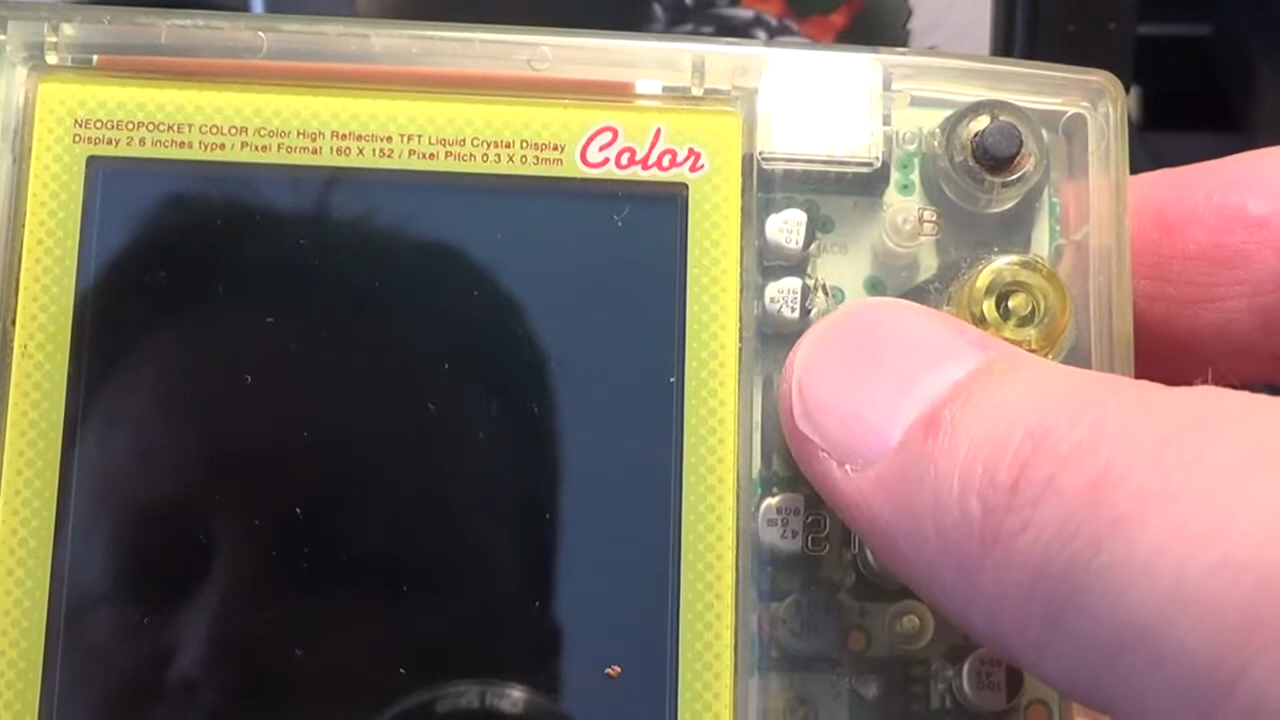 NEOGEOPOCKET COLOR /Color High Reflective TFT Liquid Crystal Display
Display 2.6 inches type / Pixel Format 160 X 152 / Pixel Pitch 0.3 X 0.3mm
Color
B